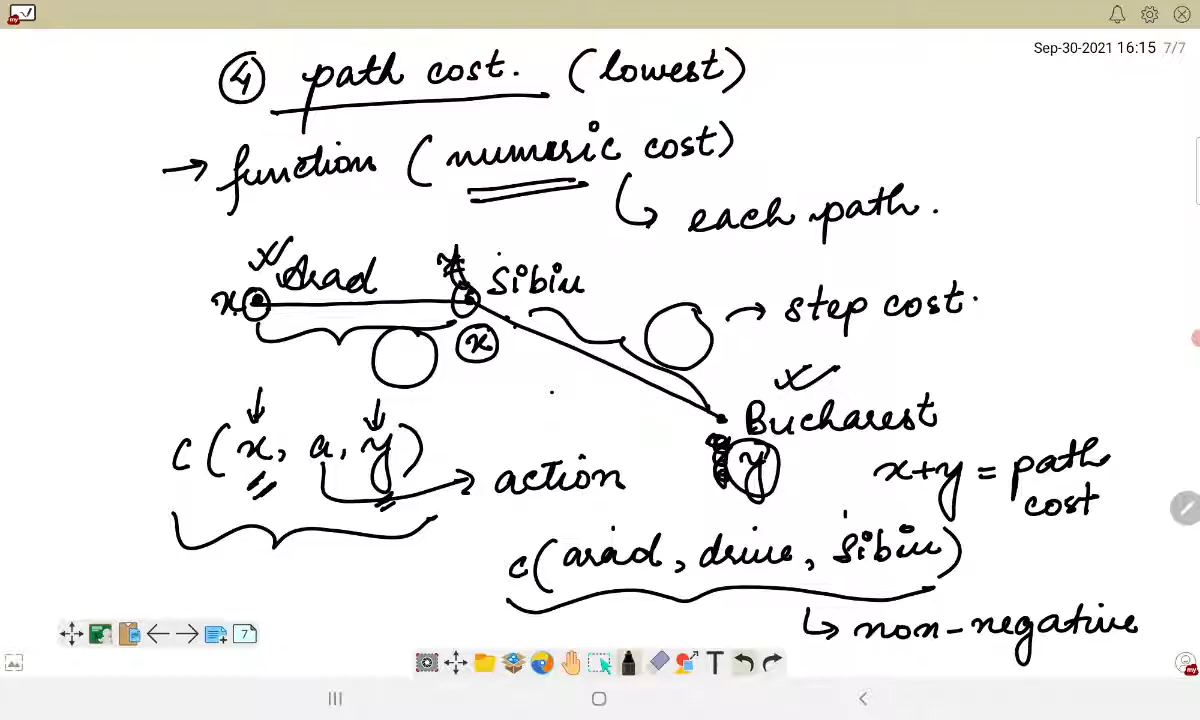 Sep-30-2021 16:15 7/7
④ path cost. (lowest)
→ function (numeric cost)
↳ each path.
x Arad
Sibiu
→ step cost.
x
Bucharest
c(x, a, y)
→ action
y
x+y = path
cost
c(arad, drive, sibiu)
↳ non-negative
7
T